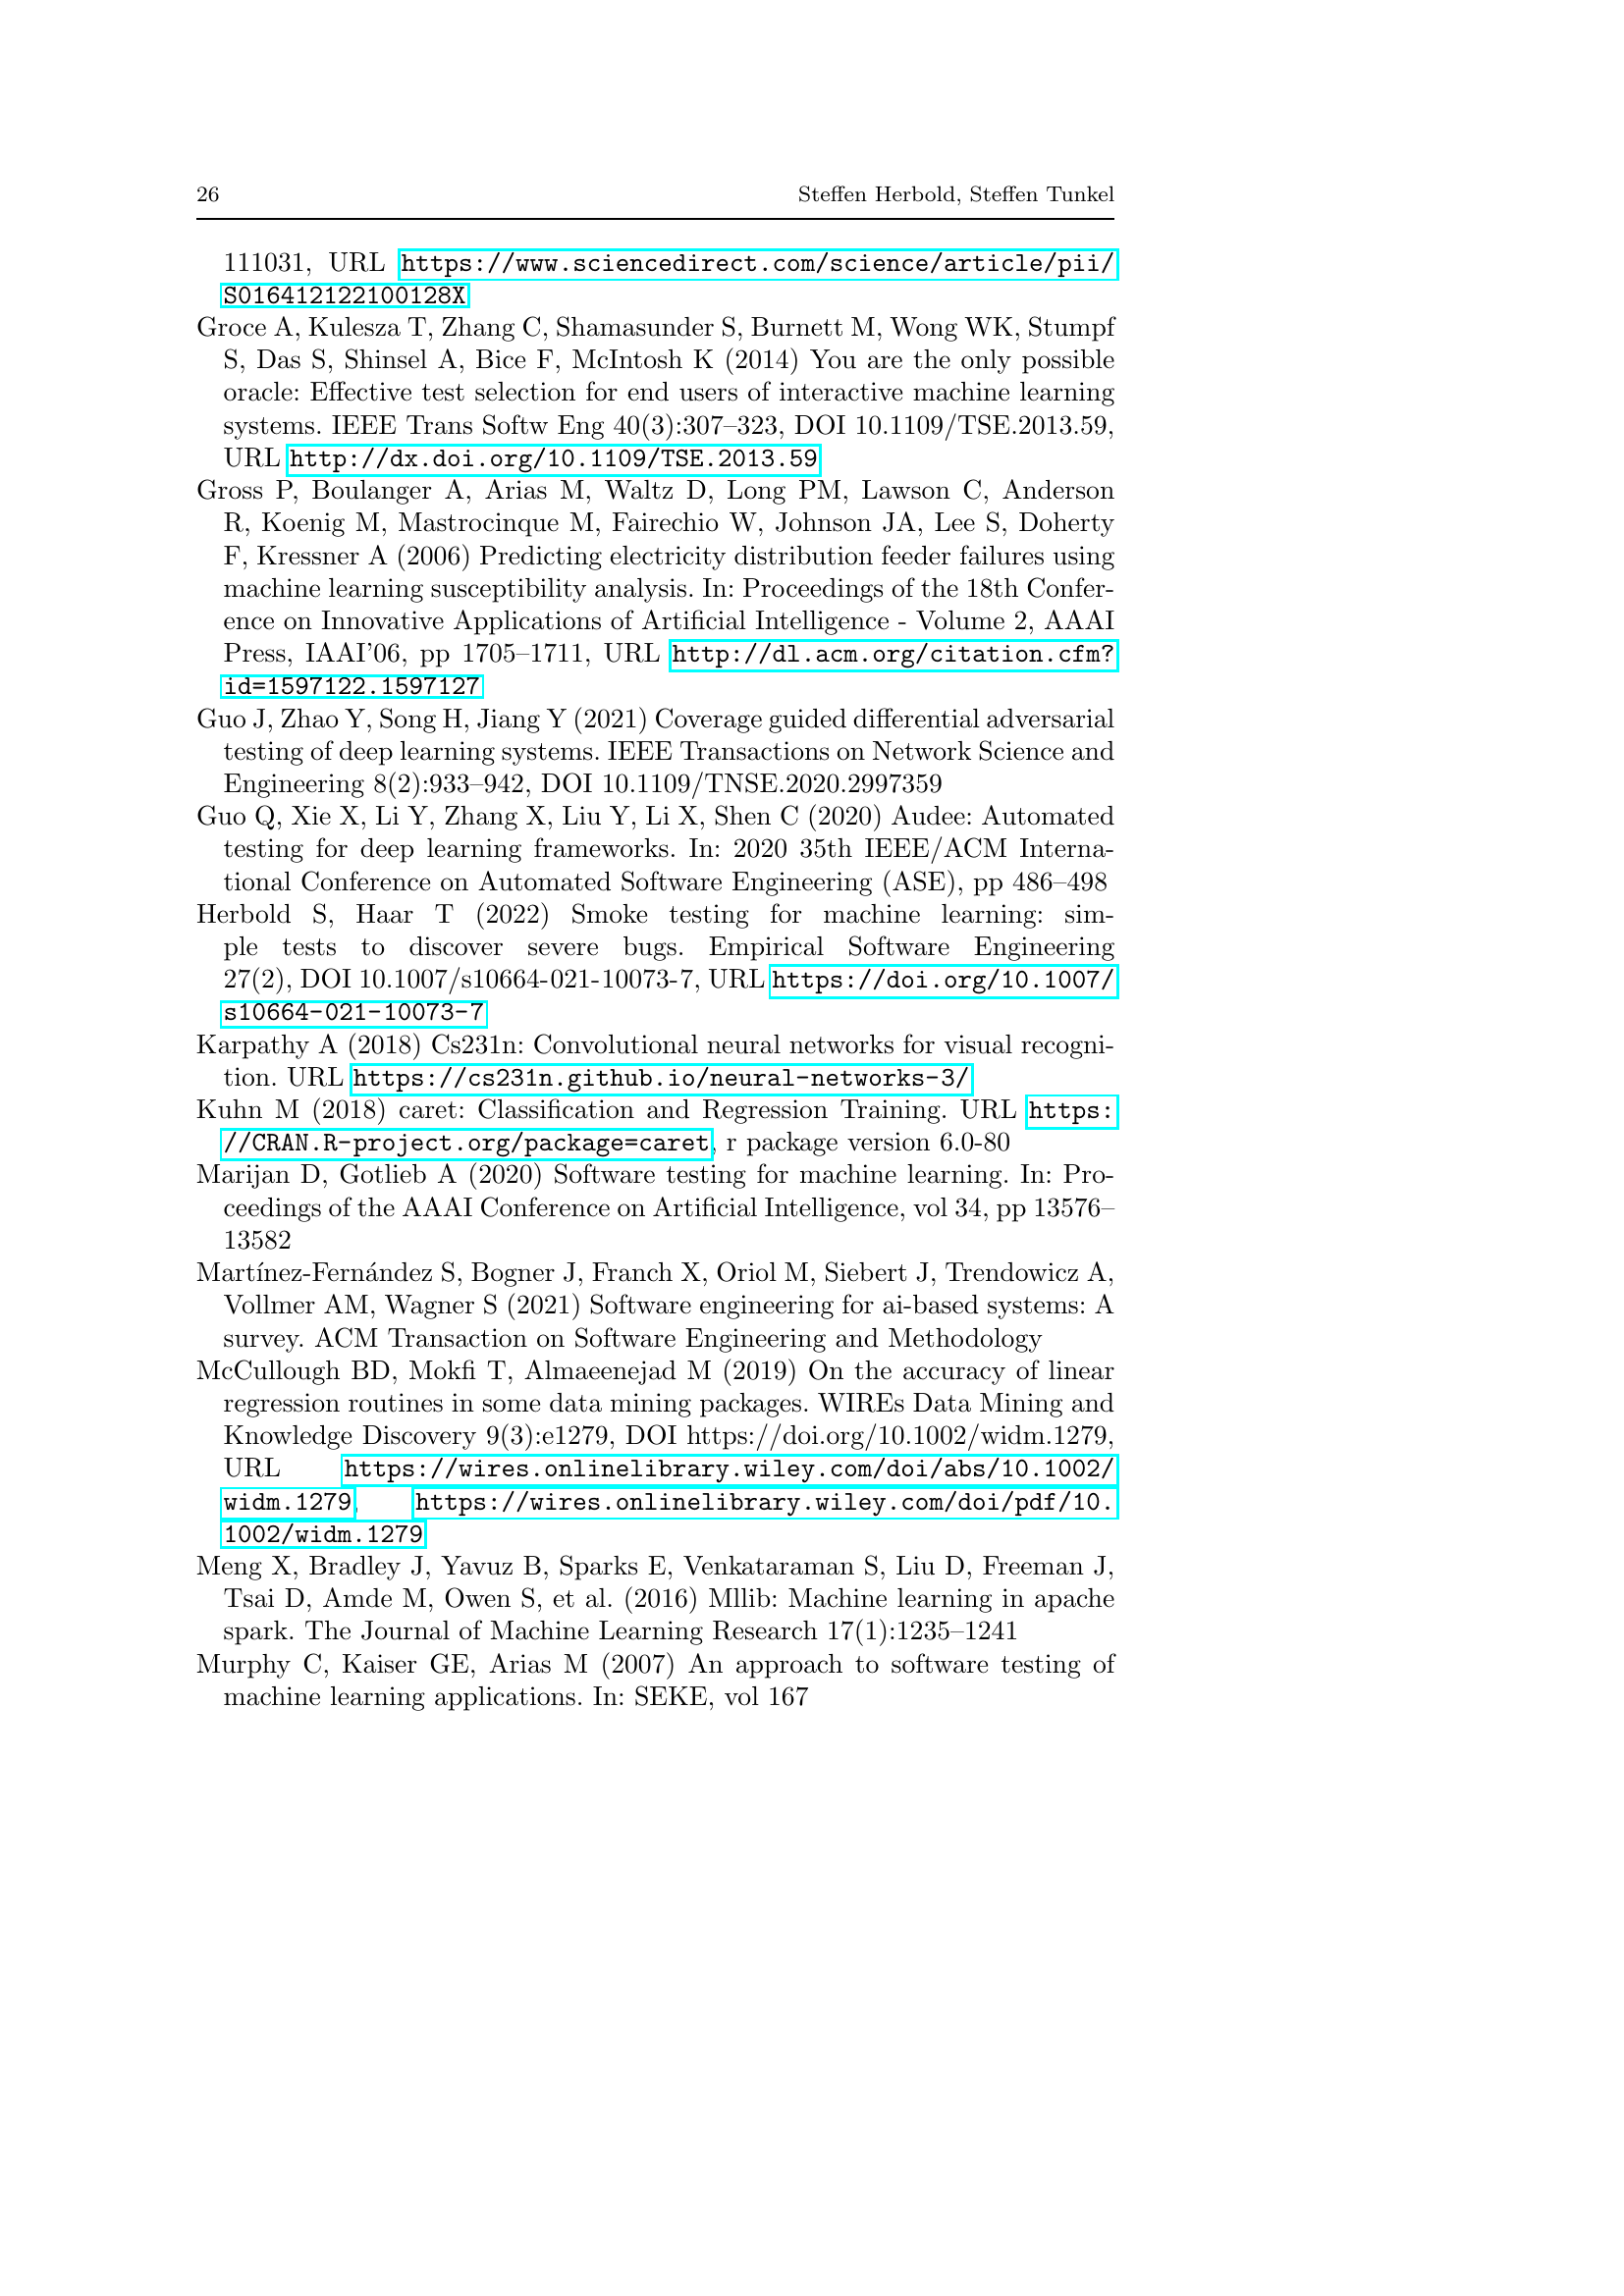 26 Steffen Herbold, Steffen Tunkel
111031, URL https://www.sciencedirect.com/science/article/pii/
S016412122100128X
Groce A, Kulesza T, Zhang C, Shamasunder S, Burnett M, Wong WK, Stumpf
S, Das S, Shinsel A, Bice F, McIntosh K (2014) You are the only possible
oracle: Effective test selection for end users of interactive machine learning
systems. IEEE Trans Softw Eng 40(3):307–323, DOI 10.1109/TSE.2013.59,
URL http://dx.doi.org/10.1109/TSE.2013.59
Gross P, Boulanger A, Arias M, Waltz D, Long PM, Lawson C, Anderson
R, Koenig M, Mastrocinque M, Fairechio W, Johnson JA, Lee S, Doherty
F, Kressner A (2006) Predicting electricity distribution feeder failures using
machine learning susceptibility analysis. In: Proceedings of the 18th Confer-
ence on Innovative Applications of Artificial Intelligence - Volume 2, AAAI
Press, IAAI'06, pp 1705–1711, URL http://dl.acm.org/citation.cfm?
id=1597122.1597127
Guo J, Zhao Y, Song H, Jiang Y (2021) Coverage guided differential adversarial
testing of deep learning systems. IEEE Transactions on Network Science and
Engineering 8(2):933–942, DOI 10.1109/TNSE.2020.2997359
Guo Q, Xie X, Li Y, Zhang X, Liu Y, Li X, Shen C (2020) Audee: Automated
testing for deep learning frameworks. In: 2020 35th IEEE/ACM Interna-
tional Conference on Automated Software Engineering (ASE), pp 486–498
Herbold S, Haar T (2022) Smoke testing for machine learning: sim-
ple tests to discover severe bugs. Empirical Software Engineering
27(2), DOI 10.1007/s10664-021-10073-7, URL https://doi.org/10.1007/
s10664-021-10073-7
Karpathy A (2018) Cs231n: Convolutional neural networks for visual recogni-
tion. URL https://cs231n.github.io/neural-networks-3/
Kuhn M (2018) caret: Classification and Regression Training. URL https:
//CRAN.R-project.org/package=caret, r package version 6.0-80
Marijan D, Gotlieb A (2020) Software testing for machine learning. In: Pro-
ceedings of the AAAI Conference on Artificial Intelligence, vol 34, pp 13576–
13582
Martínez-Fernández S, Bogner J, Franch X, Oriol M, Siebert J, Trendowicz A,
Vollmer AM, Wagner S (2021) Software engineering for ai-based systems: A
survey. ACM Transaction on Software Engineering and Methodology
McCullough BD, Mokfi T, Almaeenejad M (2019) On the accuracy of linear
regression routines in some data mining packages. WIREs Data Mining and
Knowledge Discovery 9(3):e1279, DOI https://doi.org/10.1002/widm.1279,
URL https://wires.onlinelibrary.wiley.com/doi/abs/10.1002/
widm.1279, https://wires.onlinelibrary.wiley.com/doi/pdf/10.
1002/widm.1279
Meng X, Bradley J, Yavuz B, Sparks E, Venkataraman S, Liu D, Freeman J,
Tsai D, Amde M, Owen S, et al. (2016) Mllib: Machine learning in apache
spark. The Journal of Machine Learning Research 17(1):1235–1241
Murphy C, Kaiser GE, Arias M (2007) An approach to software testing of
machine learning applications. In: SEKE, vol 167